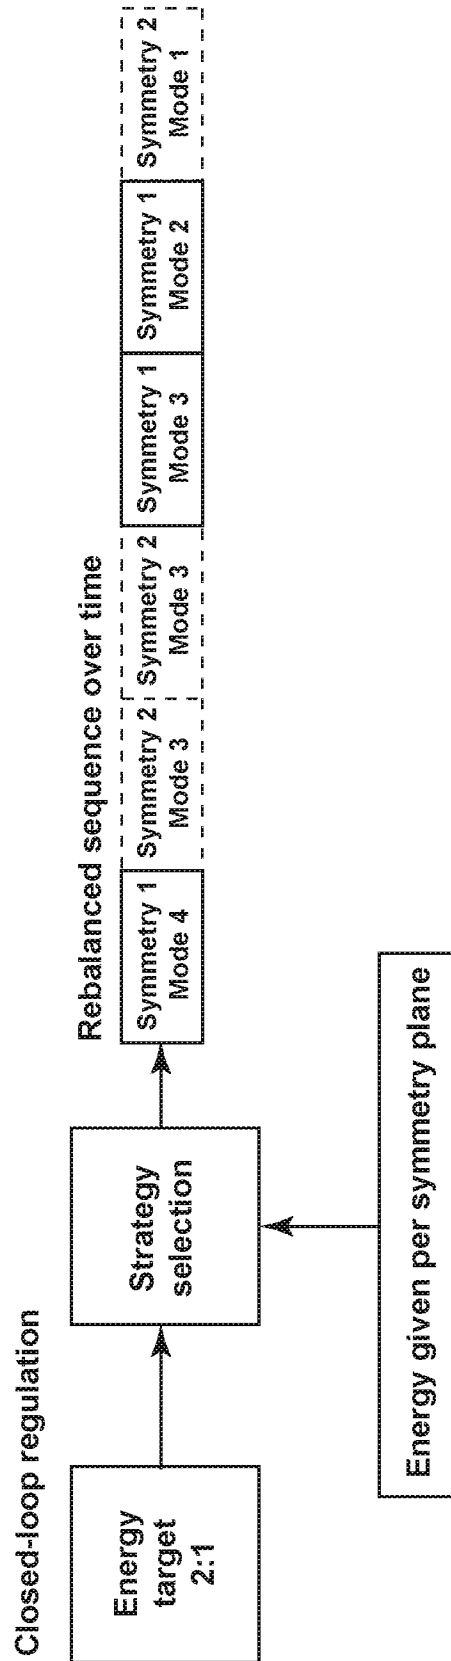 Closed-loop regulation
Energy
target
2:1
Strategy
selection
Energy given per symmetry plane
Rebalanced sequence over time
Symmetry 1
Mode 4
Symmetry 2
Mode 3
Symmetry 2
Mode 3
Symmetry 1
Mode 3
Symmetry 1
Mode 2
Symmetry 2
Mode 1